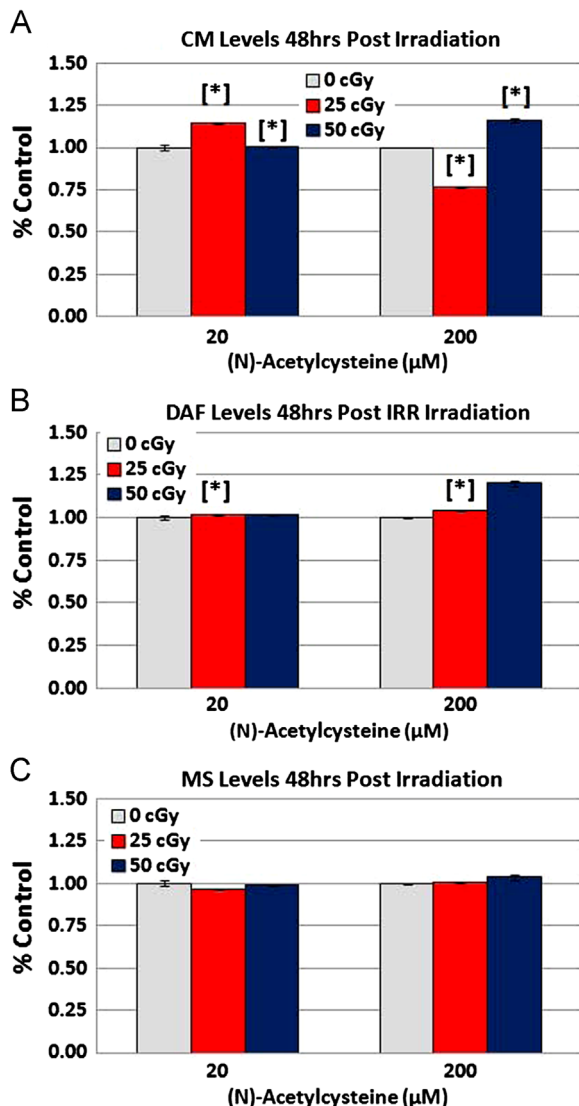 A
CM Levels 48hrs Post Irradiation
% Control
1.50
1.25
1.00
0.75
0.50
0.25
0.00
0 cGy
25 cGy
50 cGy
[*]
[*]
[*]
[*]
20
200
(N)-Acetylcysteine (µM)
B
DAF Levels 48hrs Post IRR Irradiation
% Control
1.50
1.25
1.00
0.75
0.50
0.25
0.00
0 cGy
25 cGy
50 cGy
[*]
[*]
20
200
(N)-Acetylcysteine (µM)
C
MS Levels 48hrs Post Irradiation
% Control
1.50
1.25
1.00
0.75
0.50
0.25
0.00
0 cGy
25 cGy
50 cGy
20
200
(N)-Acetylcysteine (µM)